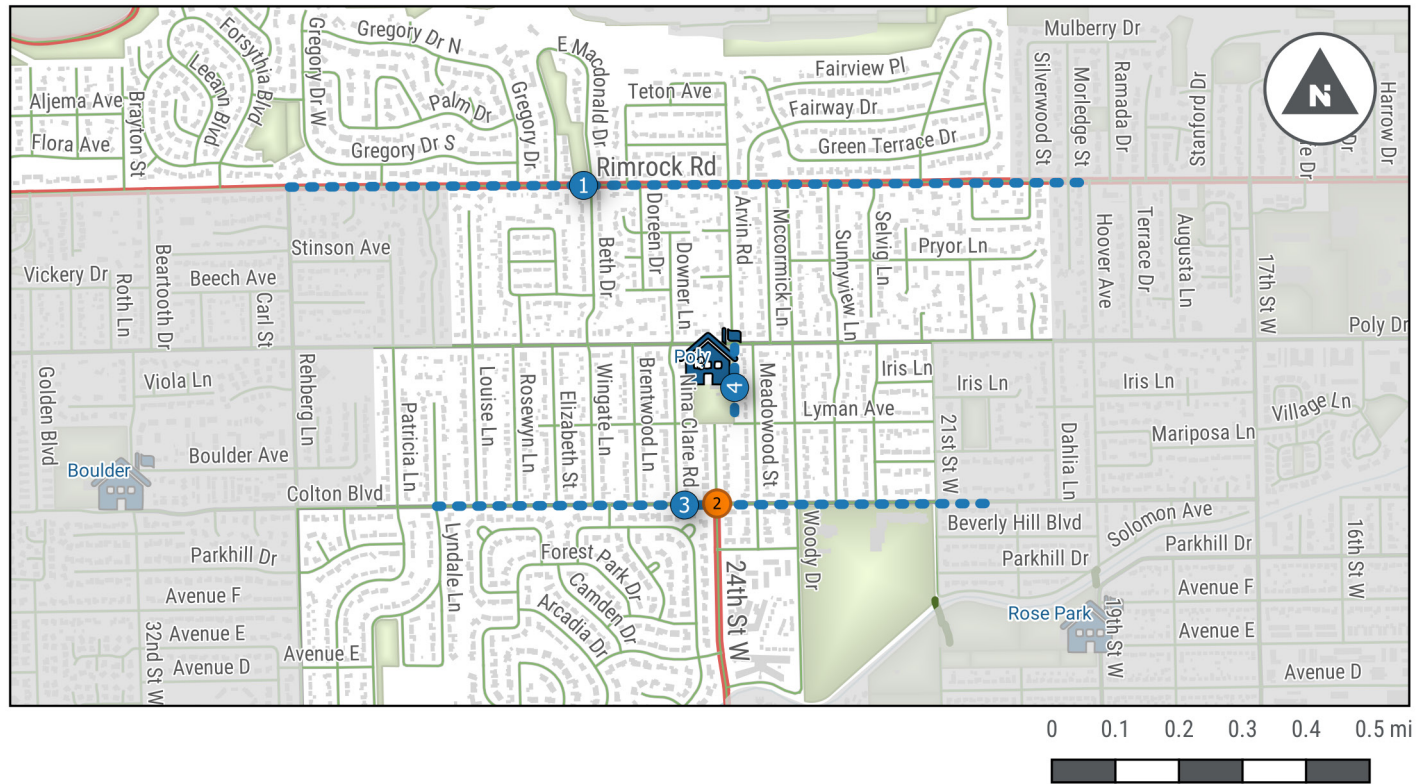 Mulberry Dr
Gregory Dr N
Forsythia Blvd
Gregory Dr W
E Macdonald Dr
Leeann Blvd
Fairview Pl
Teton Ave
Palm Dr
Gregory Dr
Fairway Dr
Silverwood St
Morledge St
Ramada Dr
Stanford Dr
N
Harrow Dr
Aljema Ave
Brayton St
Flora Ave
Gregory Dr S
Green Terrace Dr
Dr
Rimrock Rd
1
Doreen Dr
Arvin Rd
Mccormick Ln
Selvig Ln
Sunnyview Ln
Pryor Ln
Hoover Ave
Terrace Dr
Augusta Ln
17th St W
Stinson Ave
Beth Dr
Downer Ln
Vickery Dr
Roth Ln
Beartooth Dr
Beech Ave
Carl St
Poly Dr
Poly
4
Golden Blvd
Viola Ln
Rehberg Ln
Patricia Ln
Louise Ln
Rosewyn Ln
Elizabeth St
Wingate Ln
Brentwood Ln
Nina Clare Rd
Meadowood St
Iris Ln
Iris Ln
Iris Ln
Lyman Ave
21st St W
Dahlia Ln
Mariposa Ln
Village Ln
Boulder
Boulder Ave
Colton Blvd
3
2
Beverly Hill Blvd
Solomon Ave
Parkhill Dr
Parkhill Dr
Parkhill Dr
16th St W
Lyndale Ln
Forest Park Dr
Camden Dr
Arcadia Dr
24th St W
Woody Dr
Avenue F
Avenue F
Rose Park
19th St W
32nd St W
Avenue E
Avenue E
Avenue E
Avenue D
Avenue D
0 0.1 0.2 0.3 0.4 0.5 mi